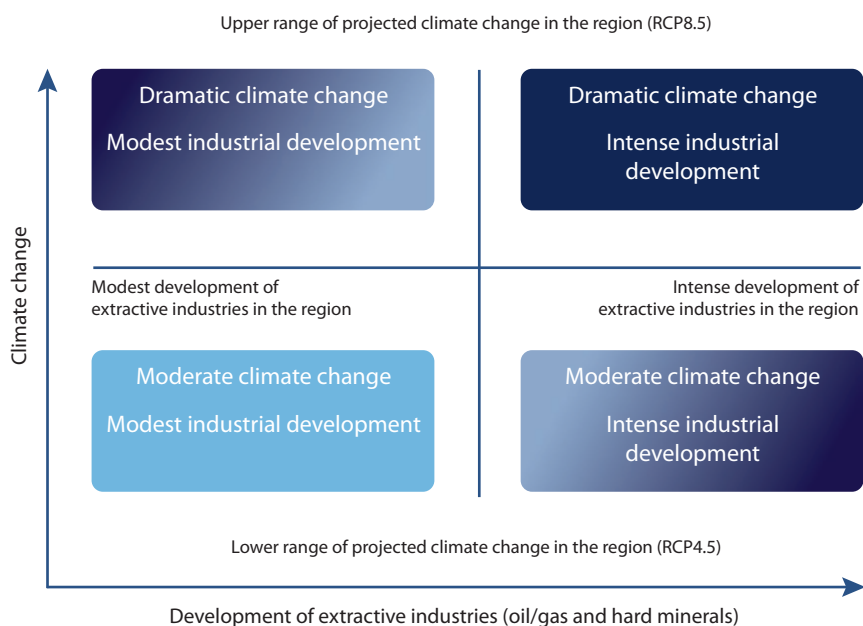 Upper range of projected climate change in the region (RCP8.5)
Dramatic climate change
Modest industrial development
Dramatic climate change
Intense industrial
development
Climate change
Modest development of
extractive industries in the region
Intense development of
extractive industries in the region
Moderate climate change
Modest industrial development
Moderate climate change
Intense industrial
development
Lower range of projected climate change in the region (RCP4.5)
Development of extractive industries (oil/gas and hard minerals)